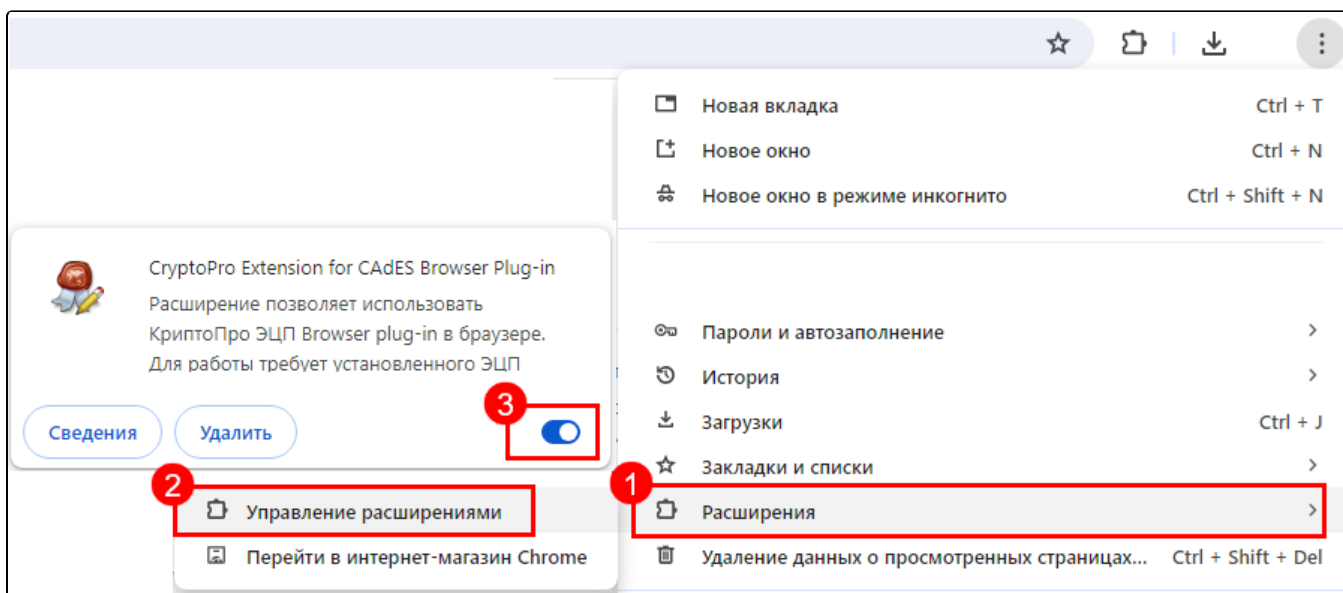 Новая вкладка Ctrl + T
Новое окно Ctrl + N
Новое окно в режиме инкогнито Ctrl + Shift + N
CryptoPro Extension for CAdES Browser Plug-in
Расширение позволяет использовать
КриптоПро ЭЦП Browser plug-in в браузере.
Для работы требует установленного ЭЦП
3
Сведения Удалить
Пароли и автозаполнение
История
Загрузки Ctrl + J
Закладки и списки
1
Расширения
2
Управление расширениями
Перейти в интернет-магазин Chrome
Удаление данных о просмотренных страницах... Ctrl + Shift + Del